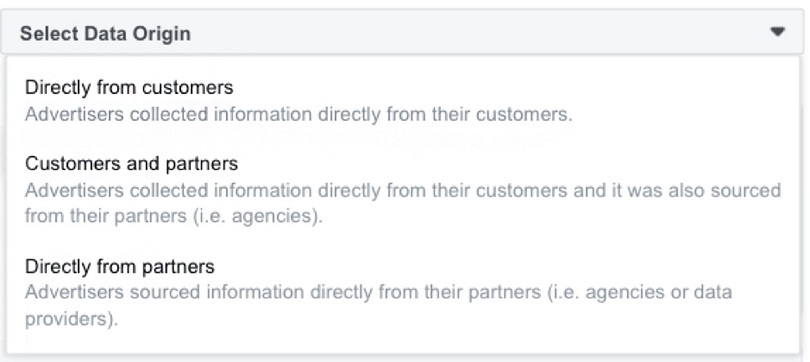 Select Data Origin
Directly from customers
Advertisers collected information directly from their customers.
Customers and partners
Advertisers collected information directly from their customers and it was also sourced
from their partners (i.e. agencies).
Directly from partners
Advertisers sourced information directly from their partners (i.e. agencies or data
providers).